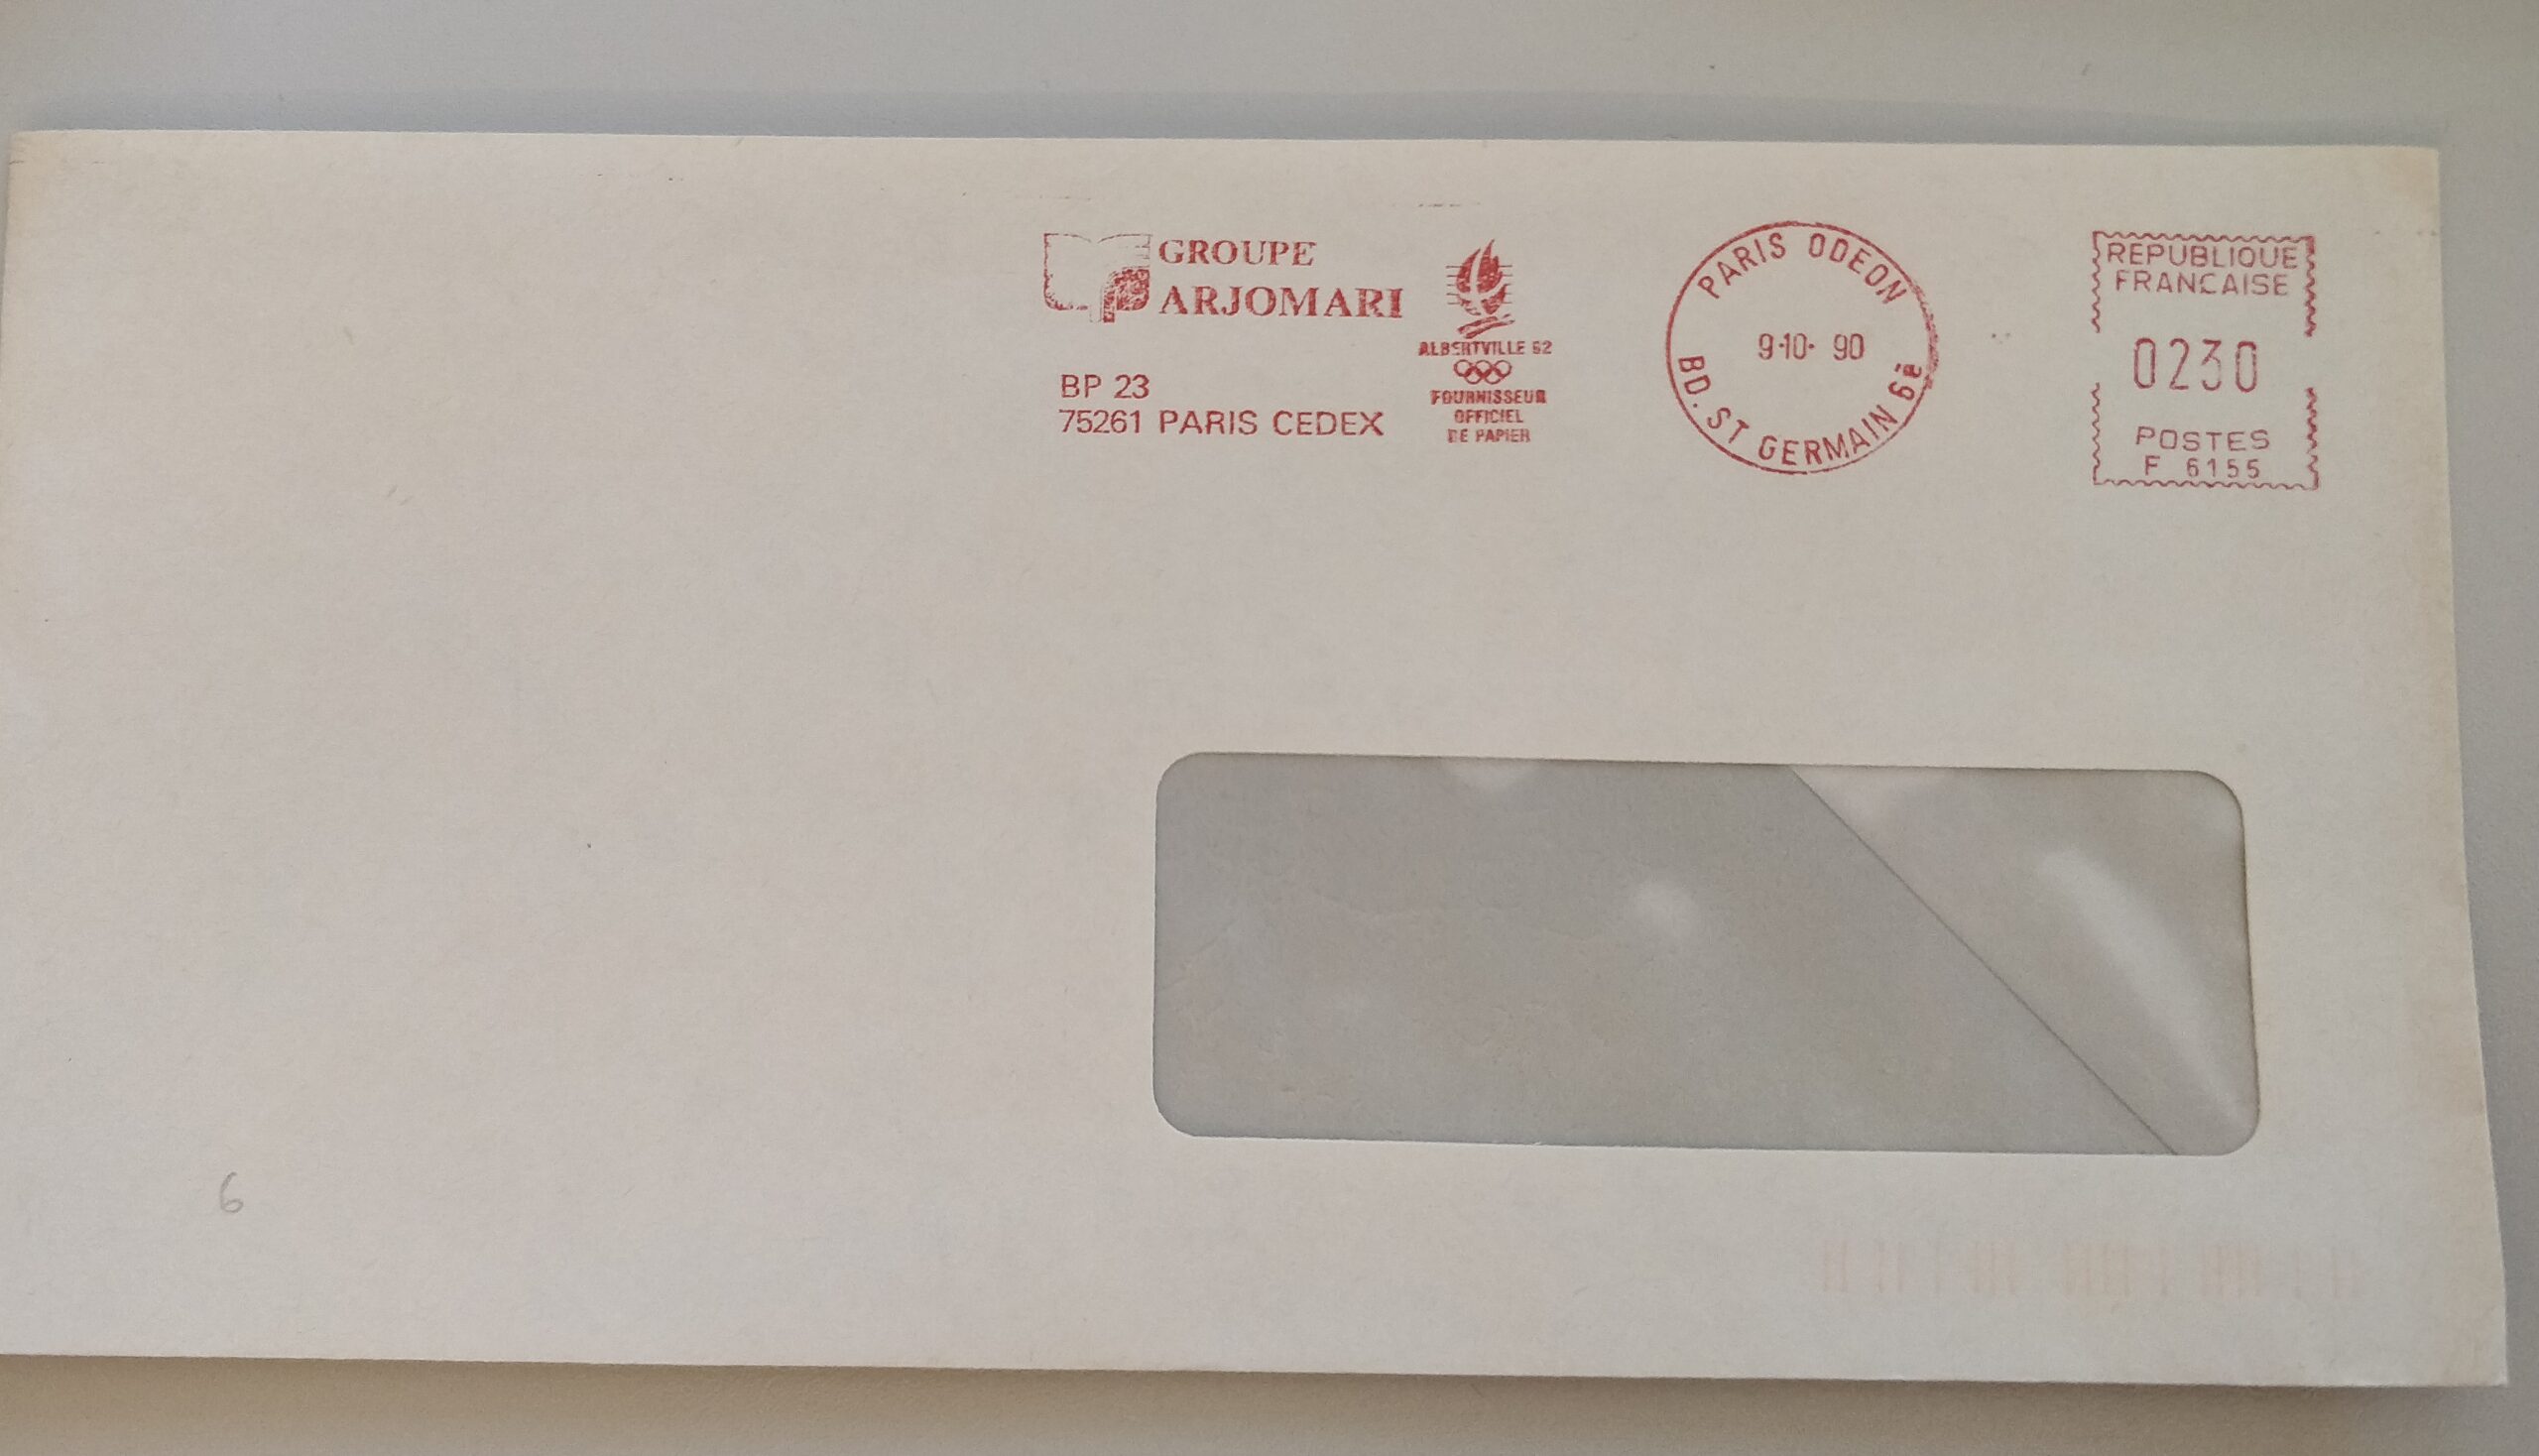 GROUPE
ARJOMARI
BP 23
75261 PARIS CEDEX
ALBERTVILLE 92
FOURNISSEUR
OFFICIEL
DE PAPIER
PARIS ODEON
9-10- 90
BD. ST GERMAIN 6è
REPUBLIQUE
FRANCAISE
0230
POSTES
F 6155
6